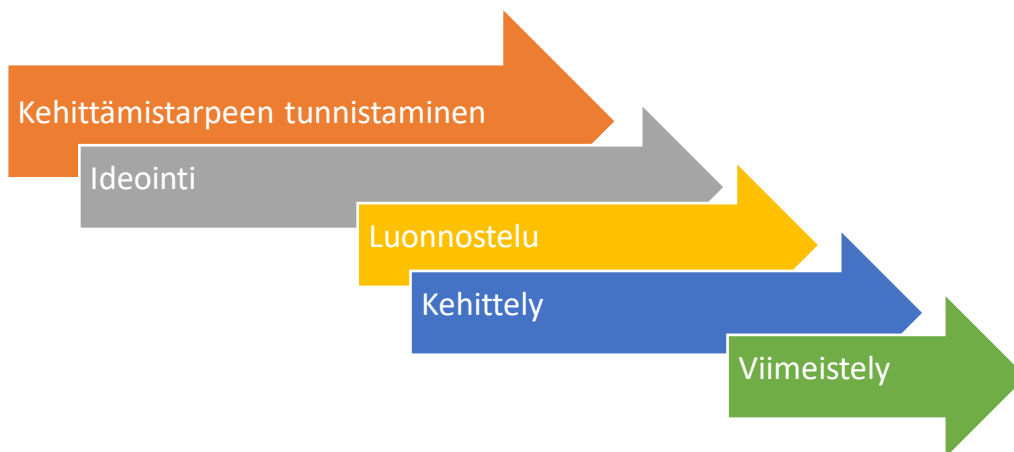 Kehittämistarpeen tunnistaminen
Ideointi
Luonnostelu
Kehittely
Viimeistely